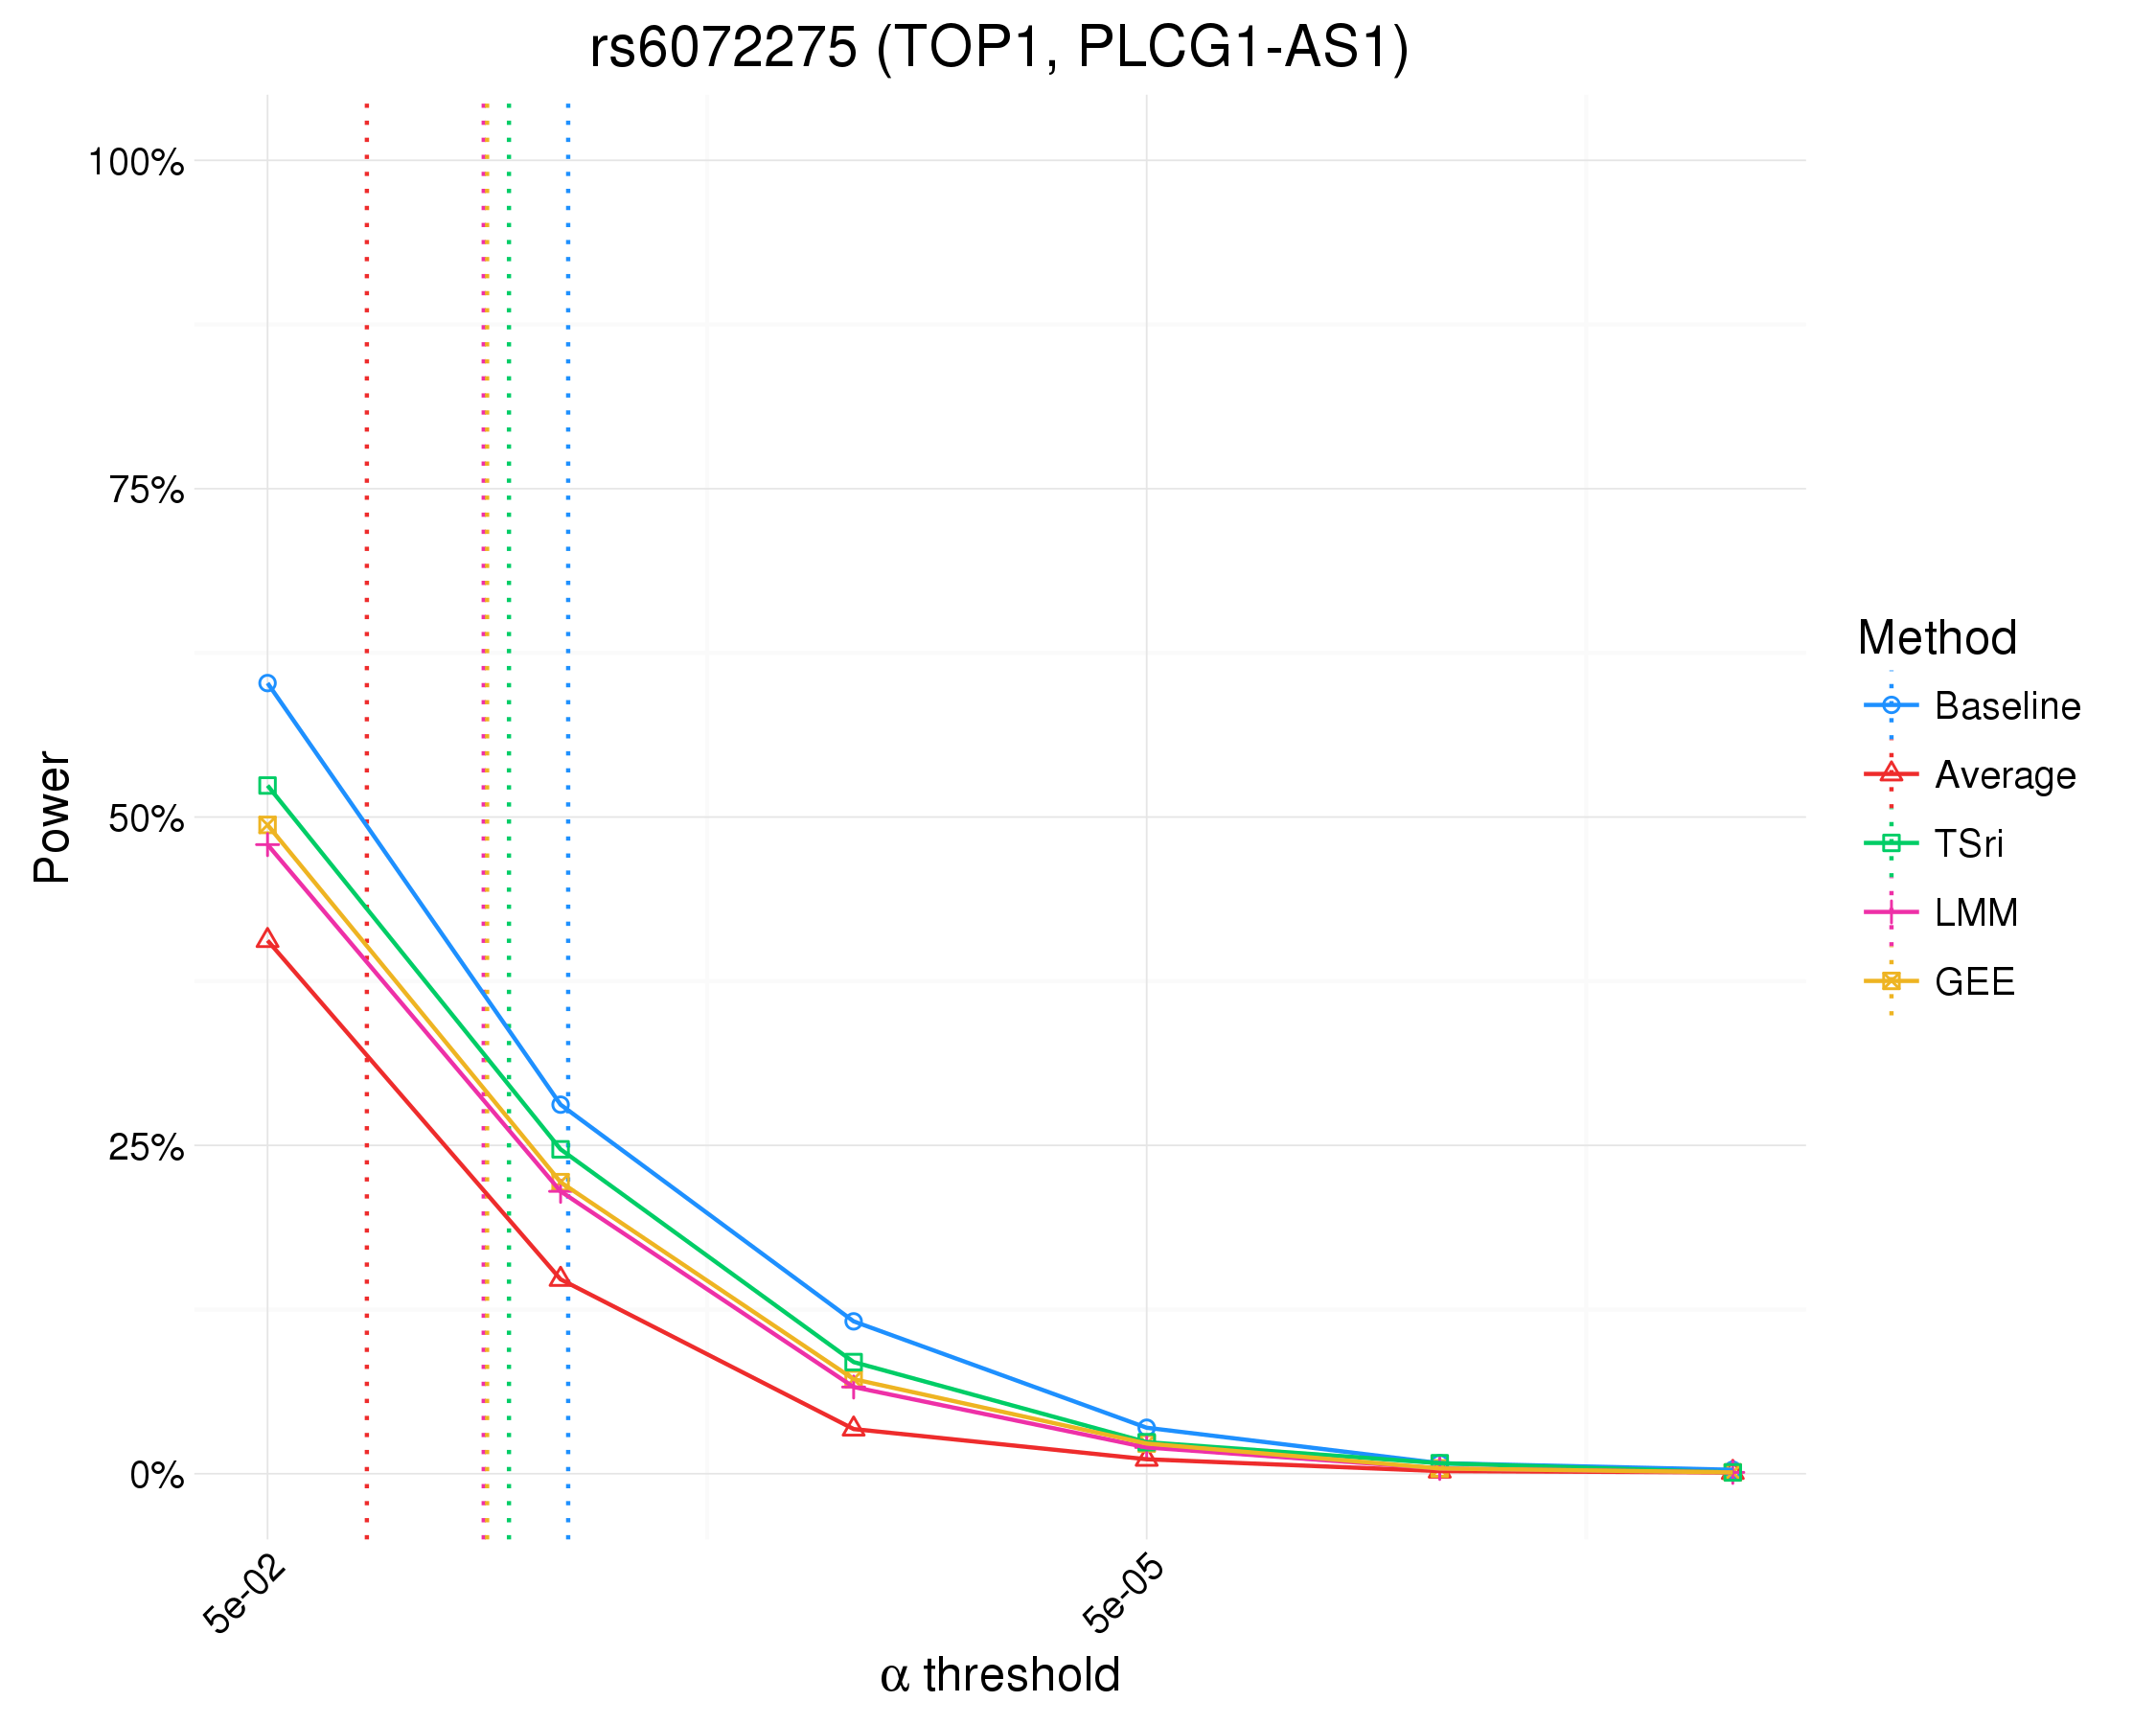 rs6072275 (TOP1, PLCG1-AS1)
100%
75%
50%
25%
0%
Power
5e-02
5e-05
α threshold
Method
Baseline
Average
TSri
LMM
GEE